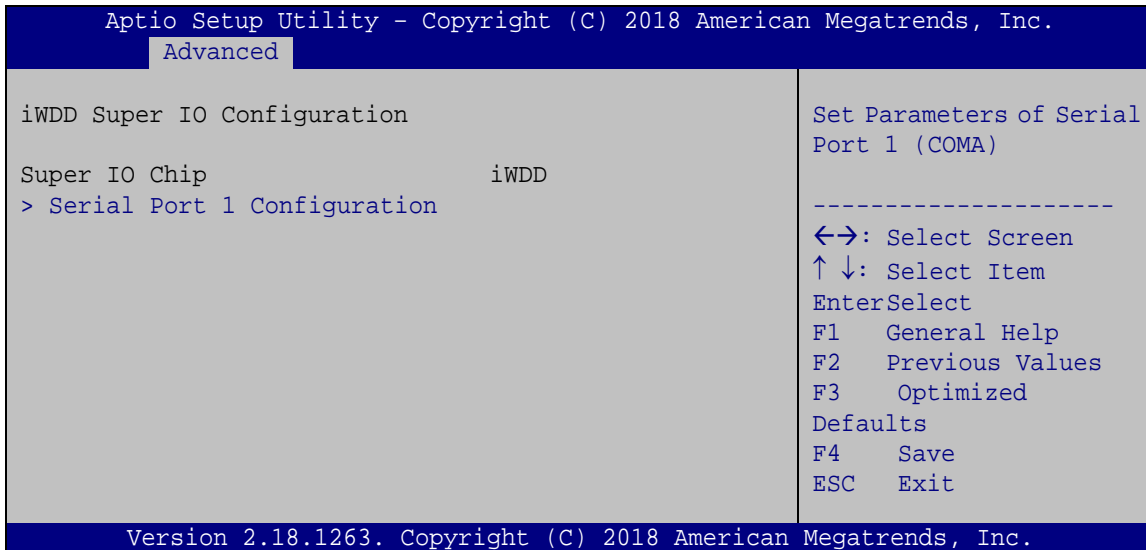 Aptio Setup Utility – Copyright (C) 2018 American Megatrends, Inc.
Advanced
iWDD Super IO Configuration
Super IO Chip iWDD
> Serial Port 1 Configuration
Set Parameters of Serial
Port 1 (COMA)
---------------------
←→: Select Screen
↑ ↓: Select Item
EnterSelect
F1 General Help
F2 Previous Values
F3 Optimized
Defaults
F4 Save
ESC Exit
Version 2.18.1263. Copyright (C) 2018 American Megatrends, Inc.